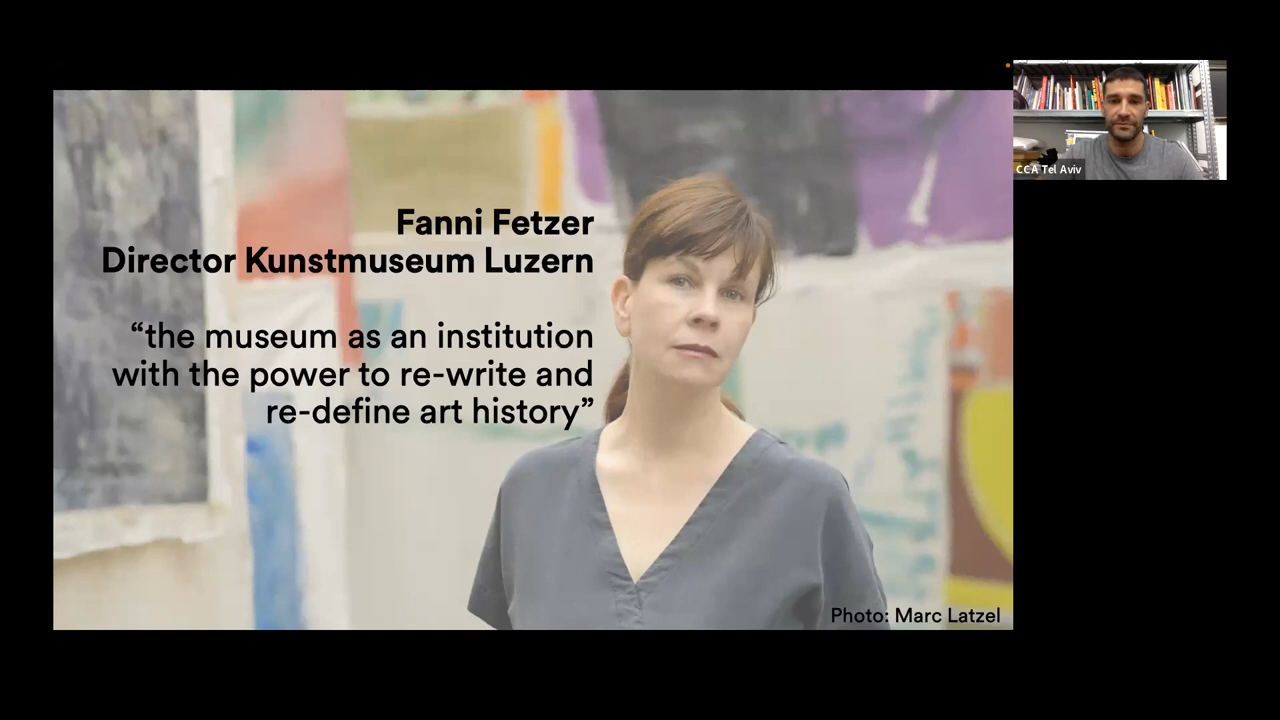 Fanni Fetzer
Director Kunstmuseum Luzern
“the museum as an institution
with the power to re-write and
re-define art history”
Photo: Marc Latzel
CCA Tel Aviv